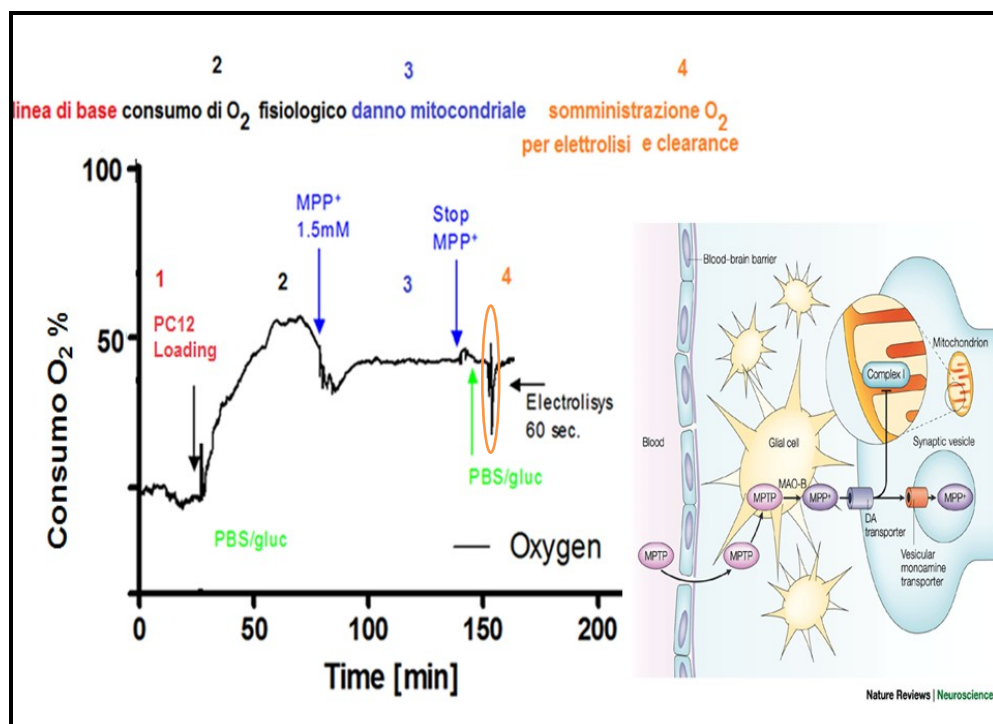 2
3
4
linea di base consumo di O2 fisiologico danno mitocondriale somministrazione O2
per elettrolisi e clearance
100
50
Consumo O2 %
MPP+
1.5mM
Stop
MPP+
1
2
3
4
PC12
Loading
Electrolisys
60 sec.
PBS/gluc
PBS/gluc
Oxygen
0
50
100
150
200
Time [min]
Blood–brain barrier
Mitochondrion
Complex I
Blood
Glial cell
Synaptic vesicle
MAO-B
MPTP
MPP+
MPP+
DA
transporter
MPTP
MPTP
Vesicular
monoamine
transporter
Nature Reviews | Neuroscience